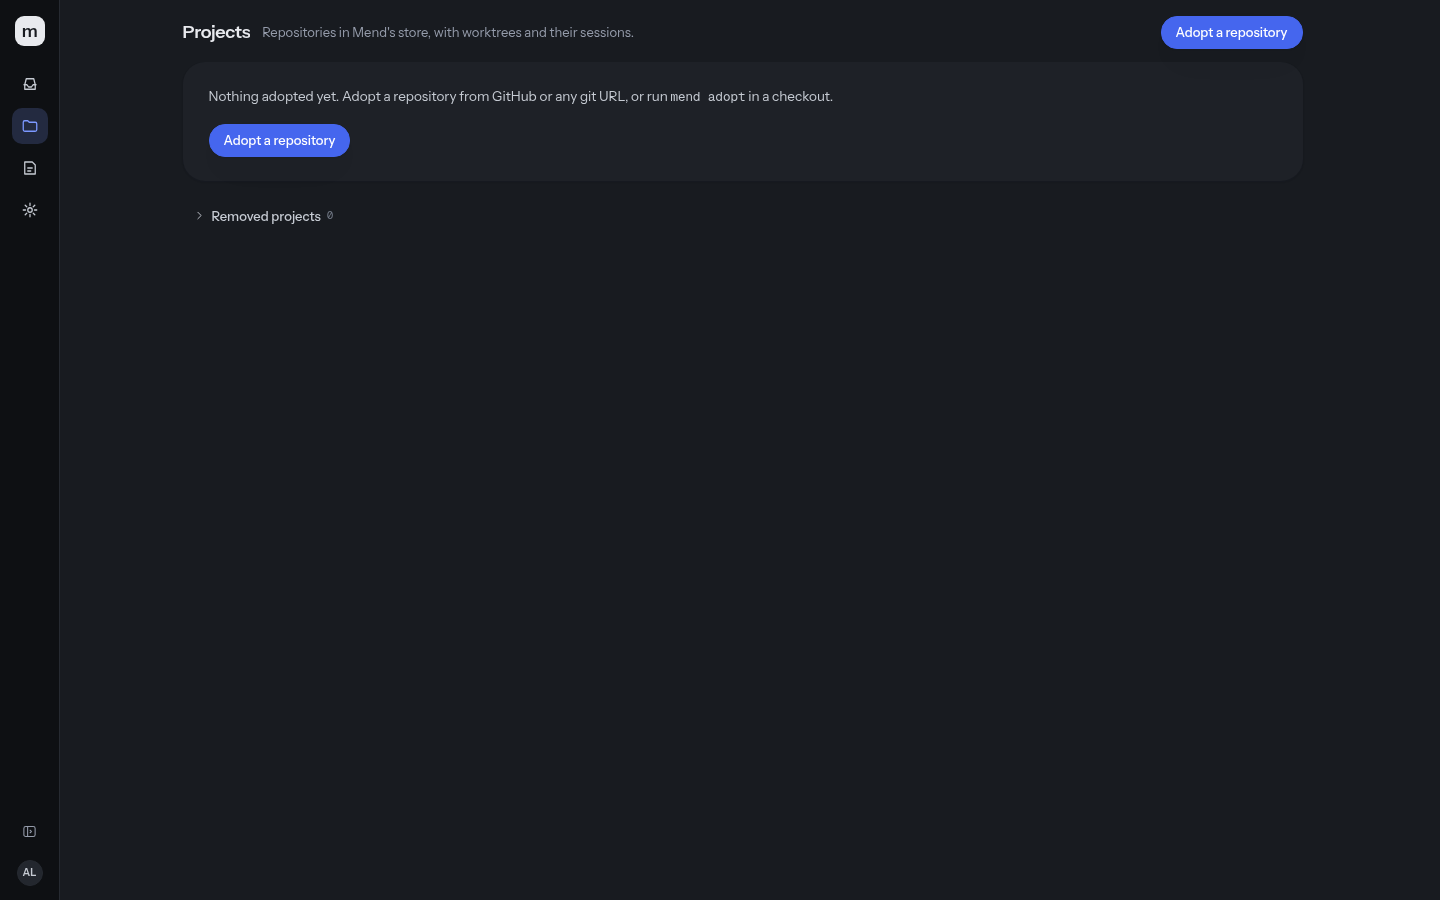 m
Projects Repositories in Mend's store, with worktrees and their sessions. Adopt a repository
Nothing adopted yet. Adopt a repository from GitHub or any git URL, or run mend adopt in a checkout.
Adopt a repository
Removed projects 0
AL